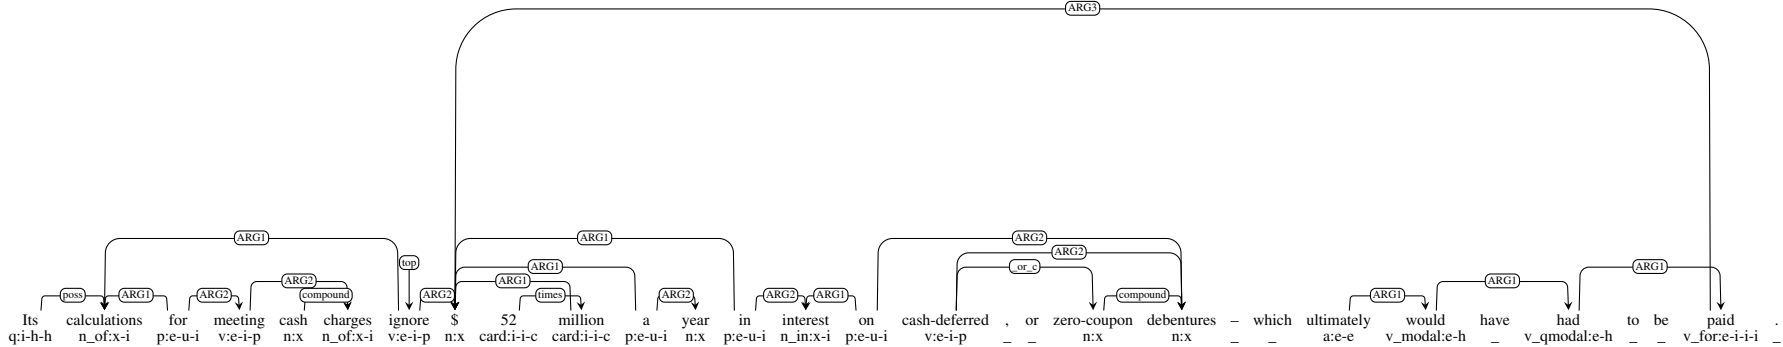 ARG3
ARG1 ARG1 ARG2
top ARG2
ARG2 ARG1 _or_c ARG1 ARG1
poss ARG1 ARG2 compound ARG2 ARG1 times ARG2 ARG2 ARG1 compound ARG1
Its calculations for meeting cash charges ignore $ 52 million a year in interest on cash-deferred , or zero-coupon debentures – which ultimately would have had to be paid .
q:i-h-h n_of:x-i p:e-u-i v:e-i-p n:x n_of:x-i v:e-i-p n:x card:i-i-c card:i-i-c p:e-u-i n:x p:e-u-i n_in:x-i p:e-u-i v:e-i-p _ _ n:x n:x _ _ a:e-e v_modal:e-h _ v_qmodal:e-h _ _ v_for:e-i-i-i _